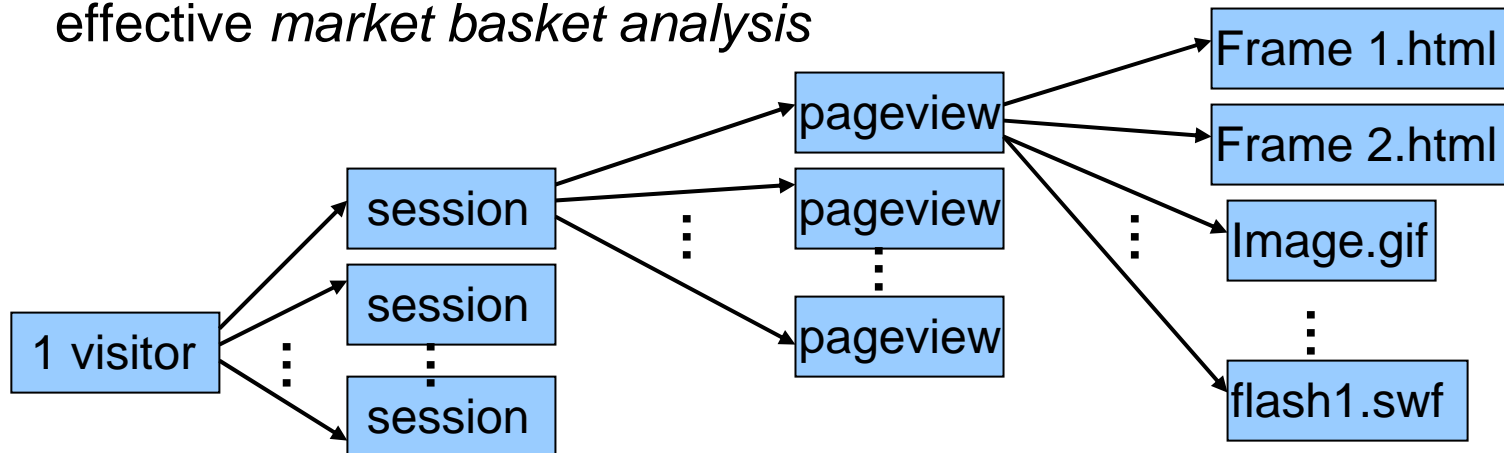 effective market basket analysis
Frame 1.html
pageview
Frame 2.html
session
pageview
Image.gif
session
pageview
1 visitor
flash1.swf
session